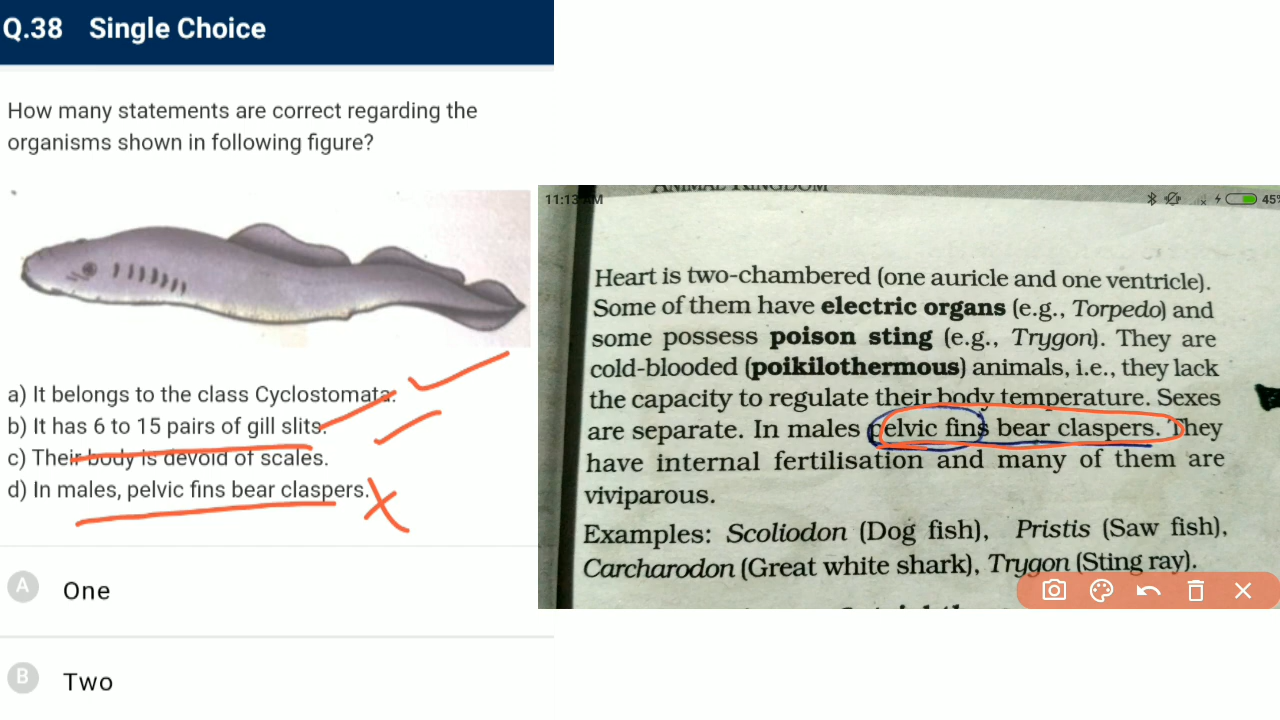 Q.38 Single Choice
How many statements are correct regarding the
organisms shown in following figure?
a) It belongs to the class Cyclostomata.
b) It has 6 to 15 pairs of gill slits.
c) Their body is devoid of scales.
d) In males, pelvic fins bear claspers.
A One
B Two
ANIMAL KINGDOM
11:13 AM
45%
Heart is two-chambered (one auricle and one ventricle).
Some of them have electric organs (e.g., Torpedo) and
some possess poison sting (e.g., Trygon). They are
cold-blooded (poikilothermous) animals, i.e., they lack
the capacity to regulate their body temperature. Sexes
are separate. In males pelvic fins bear claspers. They
have internal fertilisation and many of them are
viviparous.
Examples: Scoliodon (Dog fish), Pristis (Saw fish),
Carcharodon (Great white shark), Trygon (Sting ray).